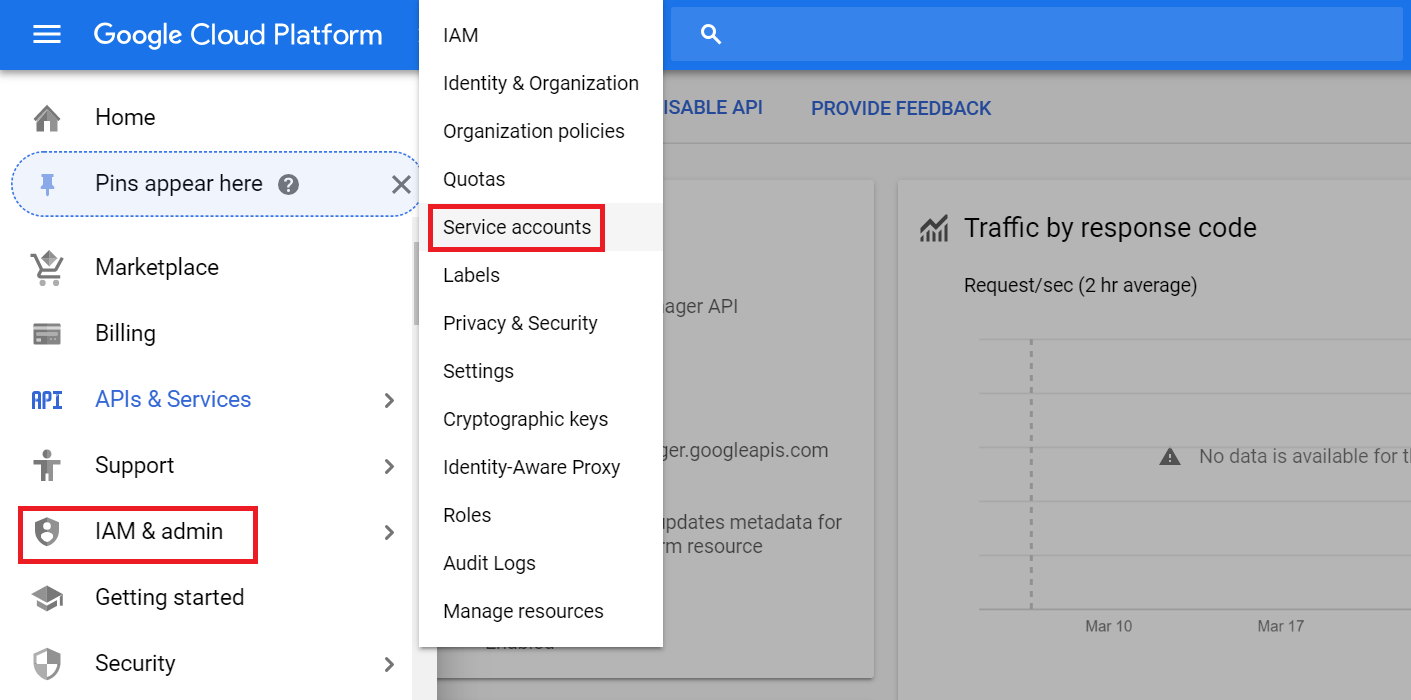 Google Cloud Platform
Home
Pins appear here
Marketplace
Billing
API APIs & Services
Support
IAM & admin
Getting started
Security
IAM
Identity & Organization
Organization policies
Quotas
Service accounts
Labels
Privacy & Security
Settings
Cryptographic keys
Identity-Aware Proxy
Roles
Audit Logs
Manage resources
ISABLE API
PROVIDE FEEDBACK
ager API
ger.googleapis.com
updates metadata for
rm resource
Enabled
Traffic by response code
Request/sec (2 hr average)
No data is available for t
Mar 10
Mar 17